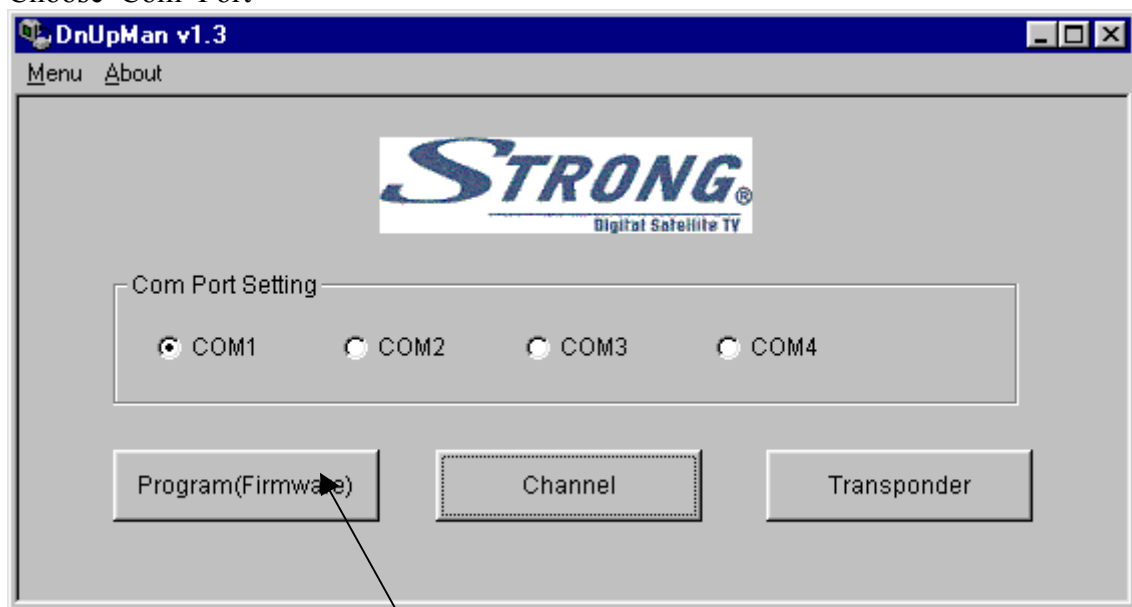 Choose Com Port
DnUpMan v1.3
Menu About
STRONG®
Digital Satellite TV
Com Port Setting
COM1 COM2 COM3 COM4
Program(Firmware) Channel Transponder